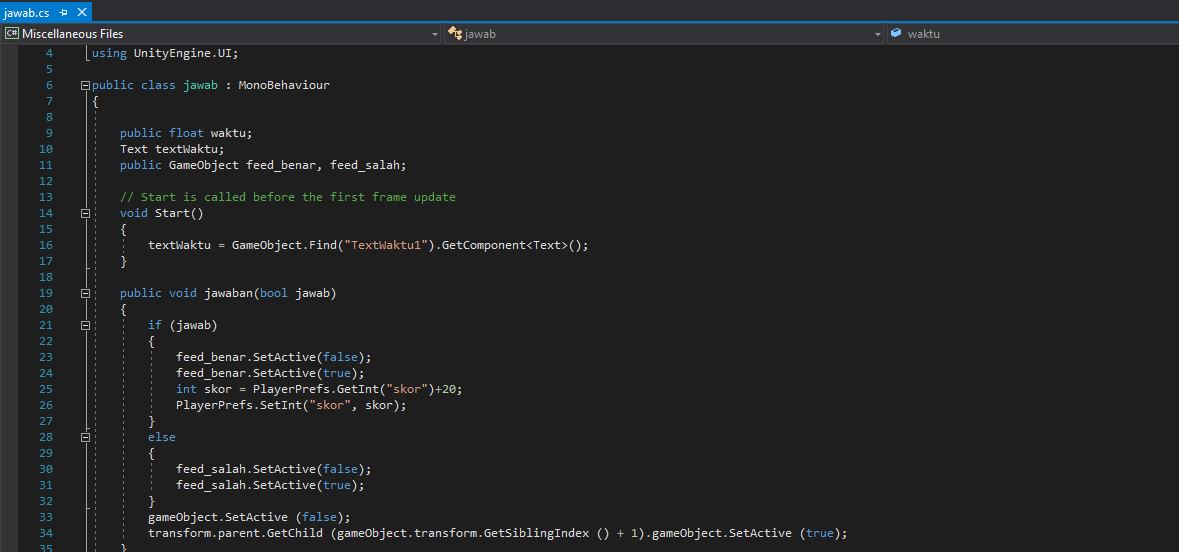 jawab.cs
C# Miscellaneous Files jawab waktu
4 using UnityEngine.UI;
5
6 public class jawab : MonoBehaviour
7 {
8
9 public float waktu;
10 Text textWaktu;
11 public GameObject feed_benar, feed_salah;
12
13 // Start is called before the first frame update
14 void Start()
15 {
16 textWaktu = GameObject.Find("TextWaktu1").GetComponent<Text>();
17 }
18
19 public void jawaban(bool jawab)
20 {
21 if (jawab)
22 {
23 feed_benar.SetActive(false);
24 feed_benar.SetActive(true);
25 int skor = PlayerPrefs.GetInt("skor")+20;
26 PlayerPrefs.SetInt("skor", skor);
27 }
28 else
29 {
30 feed_salah.SetActive(false);
31 feed_salah.SetActive(true);
32 }
33 gameObject.SetActive (false);
34 transform.parent.GetChild (gameObject.transform.GetSiblingIndex () + 1).gameObject.SetActive (true);
35 }